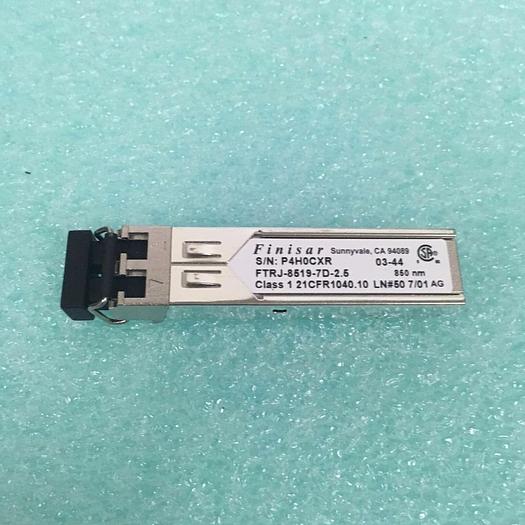 Finisar Sunnyvale, CA 94089
S/N: P4H0CXR 03-44
FTRJ-8519-7D-2.5 850 nm
Class 1 21CFR1040.10 LN#50 7/01 AG